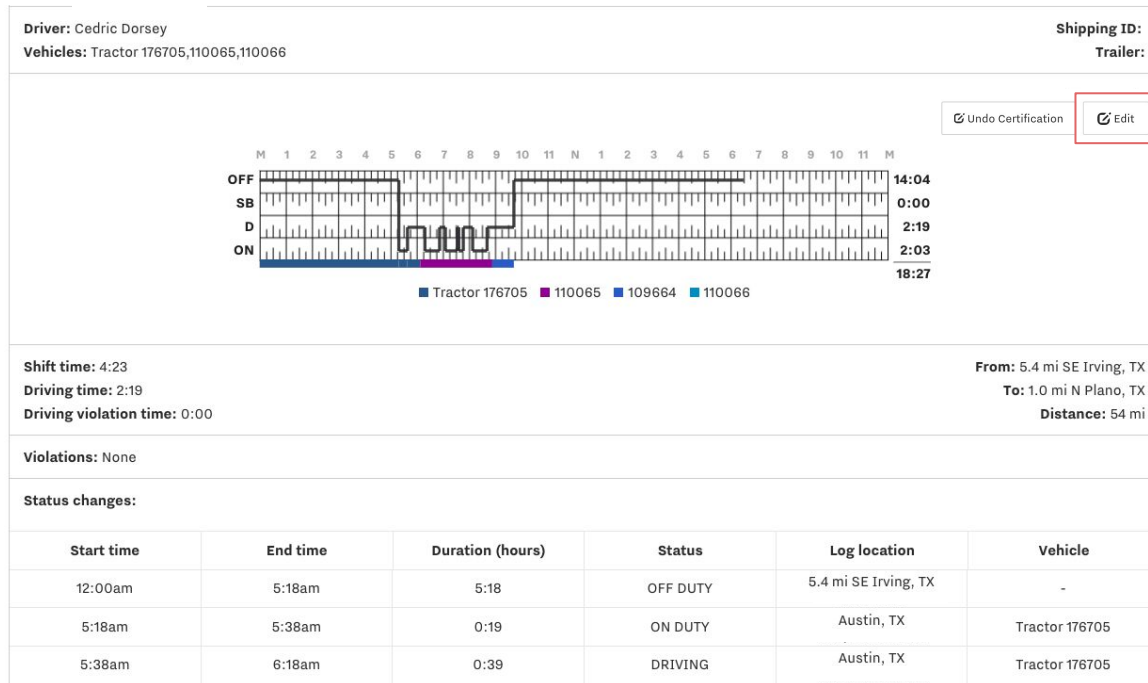 Driver: Cedric Dorsey Shipping ID:
Vehicles: Tractor 176705,110065,110066 Trailer:
Undo Certification Edit
M 1 2 3 4 5 6 7 8 9 10 11 N 1 2 3 4 5 6 7 8 9 10 11 M
OFF 14:04
SB 0:00
D 2:19
ON 2:03
18:27
Tractor 176705 110065 109664 110066
Shift time: 4:23 From: 5.4 mi SE Irving, TX
Driving time: 2:19 To: 1.0 mi N Plano, TX
Driving violation time: 0:00 Distance: 54 mi
Violations: None
Status changes:
Start time End time Duration (hours) Status Log location Vehicle
12:00am 5:18am 5:18 OFF DUTY 5.4 mi SE Irving, TX -
5:18am 5:38am 0:19 ON DUTY Austin, TX Tractor 176705
5:38am 6:18am 0:39 DRIVING Austin, TX Tractor 176705